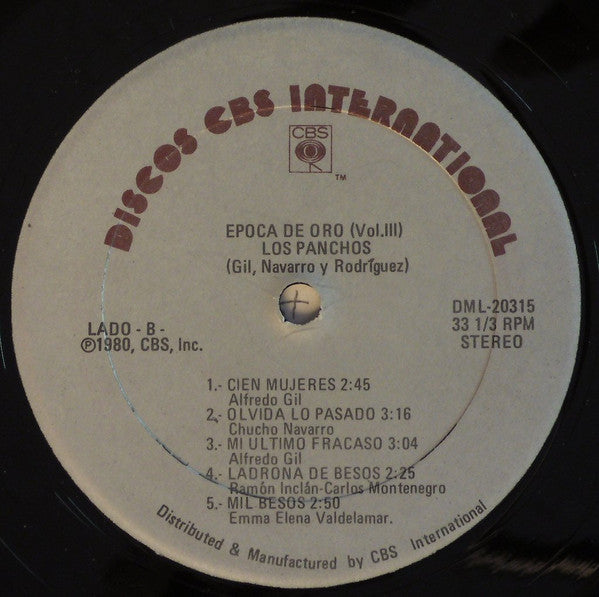 DISCOS CBS INTERNATIONAL
CBS
TM
EPOCA DE ORO (Vol.III)
LOS PANCHOS
(Gil, Navarro y Rodríguez)
DML-20315
33 1/3 RPM
STEREO
LADO - B -
℗1980, CBS, Inc.
1.- CIEN MUJERES 2:45
Alfredo Gil
2.- OLVIDA LO PASADO 3:16
Chucho Navarro
3.- MI ULTIMO FRACASO 3:04
Alfredo Gil
4.- LADRONA DE BESOS 2:25
Ramón Inclán-Carlos Montenegro
5.- MIL BESOS 2:50
Emma Elena Valdelamar.
Distributed & Manufactured by CBS International